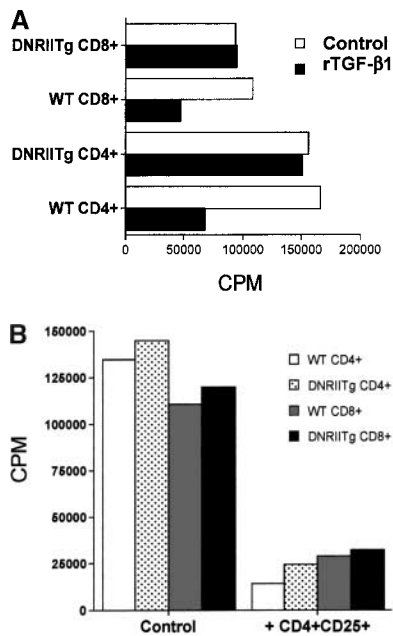 A
Control
rTGF-β1
DNRIITg CD8+
WT CD8+
DNRIITg CD4+
WT CD4+
0 50000 100000 150000 200000
CPM
B
150000
125000
100000
75000
50000
25000
0
CPM
WT CD4+
DNRIITg CD4+
WT CD8+
DNRIITg CD8+
Control + CD4+CD25+